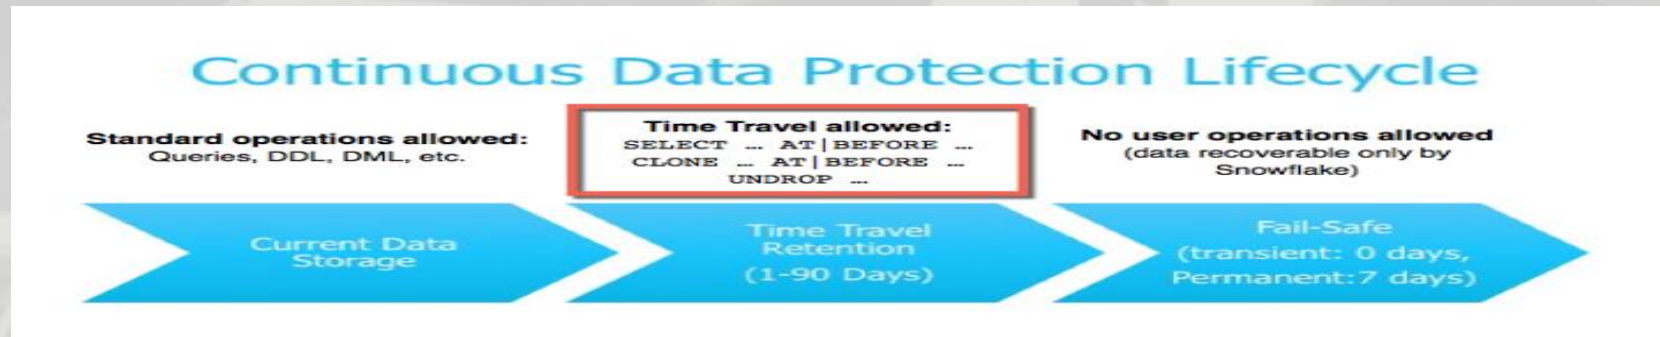 Continuous Data Protection Lifecycle
Standard operations allowed:
Queries, DDL, DML, etc.
Time Travel allowed:
SELECT … AT|BEFORE …
CLONE … AT|BEFORE …
UNDROP …
No user operations allowed
(data recoverable only by
Snowflake)
Current Data
Storage
Time Travel
Retention
(1-90 Days)
Fail-Safe
(transient: 0 days,
Permanent:7 days)